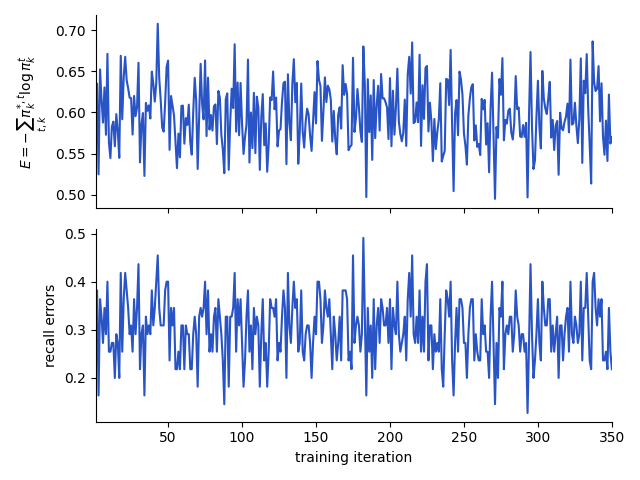 0.70
0.65
0.60
0.55
0.50
E = −∑ π_k^{*,t} log π_k^t
t, k
0.5
0.4
0.3
0.2
recall errors
50 100 150 200 250 300 350
training iteration